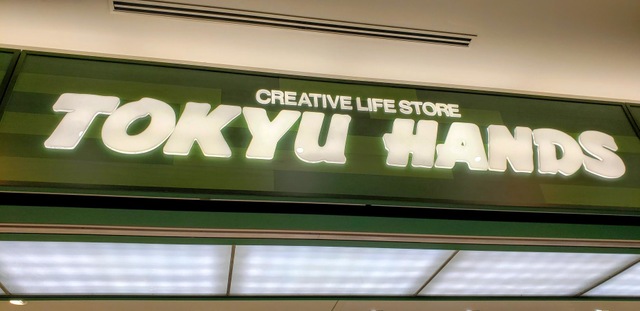 CREATIVE LIFE STORE
TOKYU HANDS